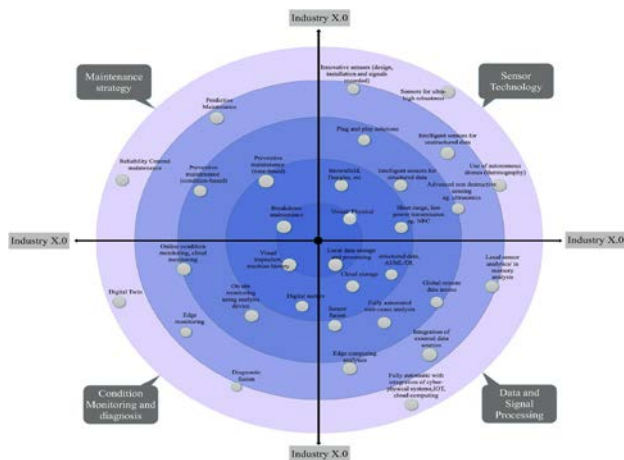 Industry X.0
Maintenance
strategy
Sensor
Technology
Innovative sensors (design,
installation and signals
recorded)
Sensors for ultra-
high robustness
Predictive
Maintenance
Plug and play solutions
Intelligent sensors for
unstructured data
Reliability Centred
maintenance
Preventive
maintenance
(condition-based)
Preventive
maintenance
(time-based)
Intelligent sensors for
structured data
Use of autonomous
drones (thermography)
Advanced non destructive
sensing
eg. ultrasonics
Breakdown
maintenance
Visual/ Physical
Short range, low
power transmission
eg. NFC
Industry X.0
Industry X.0
Online condition
monitoring, cloud
monitoring
Visual
inspection,
machine history
Local data storage
and processing
structured data,
Cloud storage
Local sensor
analytics/ in
memory
analysis
Digital Twin
On site
monitoring
using analysis
device
Global remote
data access
Edge
monitoring
Sensor
fusion
Fully automated
root-cause analysis
Integration of
external data
sources
Diagnostic
fusion
Edge computing
analytics
Fully automate with
integration of cyber-
physical systems,IOT,
cloud computing
Condition
Monitoring and
diagnosis
Data and
Signal
Processing
Industry X.0